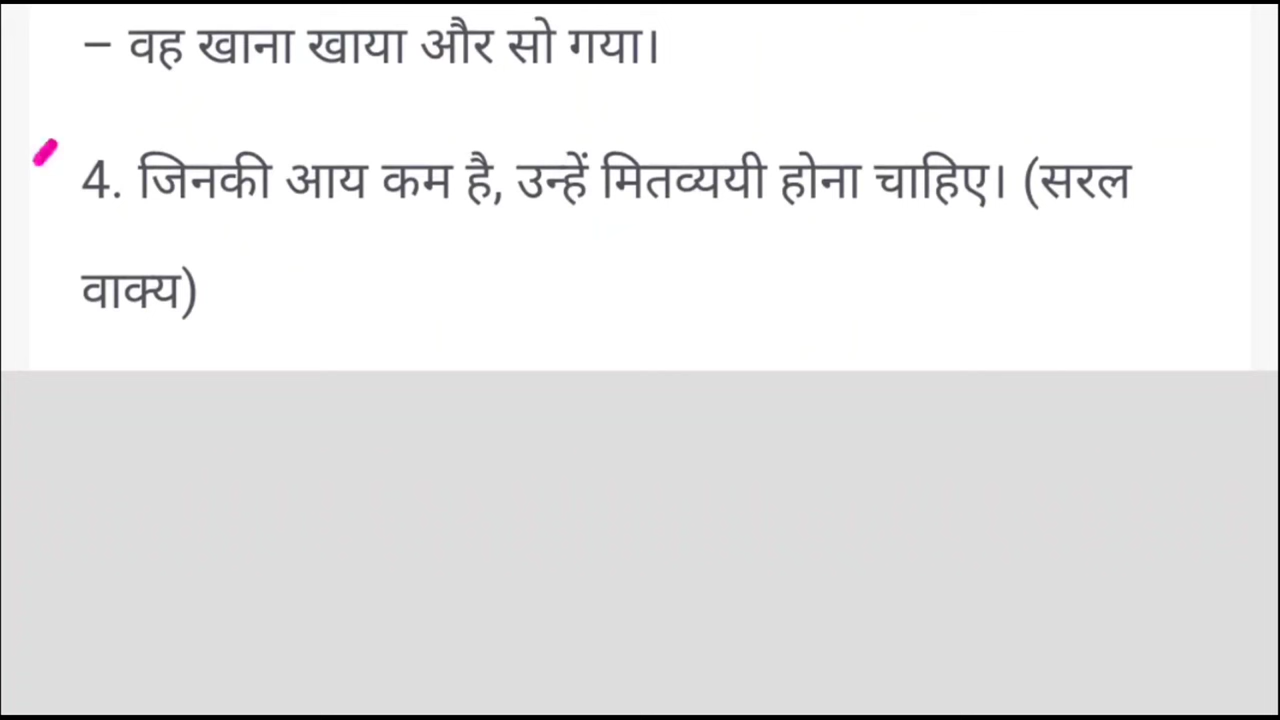 – वह खाना खाया और सो गया।
4. जिनकी आय कम है, उन्हें मितव्ययी होना चाहिए। (सरल
वाक्य)